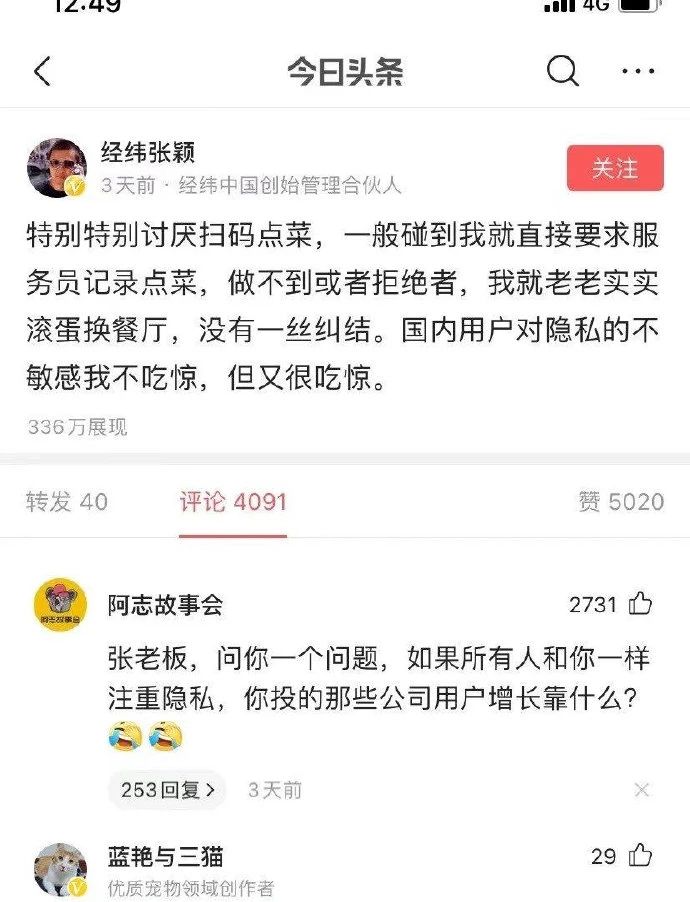 12:49
4G
今日头条
经纬张颖
3天前 · 经纬中国创始管理合伙人
关注
特别特别讨厌扫码点菜，一般碰到我就直接要求服
务员记录点菜，做不到或者拒绝者，我就老老实实
滚蛋换餐厅，没有一丝纠结。国内用户对隐私的不
敏感我不吃惊，但又很吃惊。
336万展现
转发 40
评论 4091
赞 5020
阿志故事会
阿志故事会
2731
张老板，问你一个问题，如果所有人和你一样
注重隐私，你投的那些公司用户增长靠什么？
253回复
3天前
蓝艳与三猫
29
优质宠物领域创作者